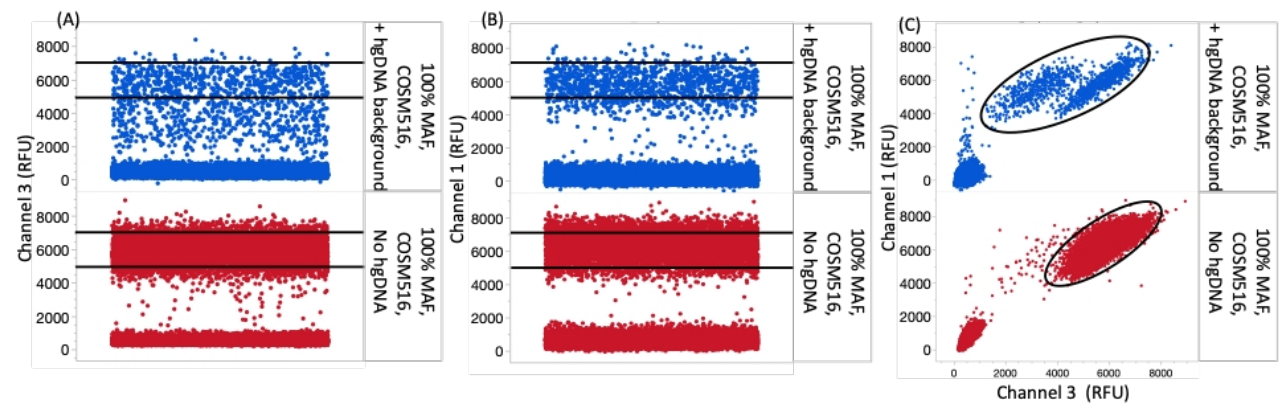 (A)
Channel 3 (RFU)
8000
6000
4000
2000
0
8000
6000
4000
2000
0
100% MAF,
COSM516,
+ hgDNA background
100% MAF,
COSM516,
No hgDNA
(B)
Channel 1 (RFU)
8000
6000
4000
2000
0
8000
6000
4000
2000
0
100% MAF,
COSM516,
+ hgDNA background
100% MAF,
COSM516,
No hgDNA
(C)
Channel 1 (RFU)
8000
6000
4000
2000
0
8000
6000
4000
2000
0
0 2000 4000 6000 8000
Channel 3 (RFU)
100% MAF,
COSM516,
+ hgDNA background
100% MAF,
COSM516,
No hgDNA